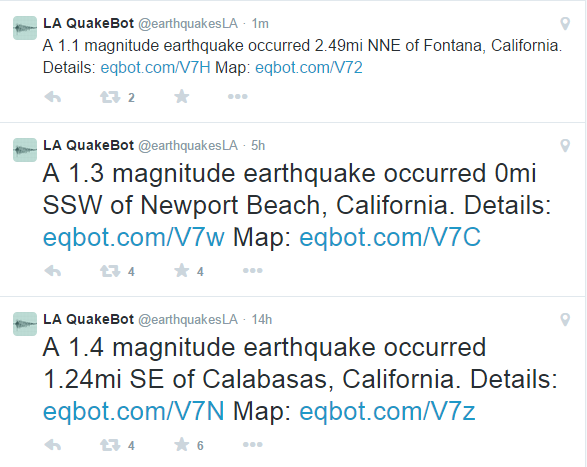 LA QuakeBot @earthquakesLA · 1m
A 1.1 magnitude earthquake occurred 2.49mi NNE of Fontana, California.
Details: eqbot.com/V7H Map: eqbot.com/V72
2
LA QuakeBot @earthquakesLA · 5h
A 1.3 magnitude earthquake occurred 0mi
SSW of Newport Beach, California. Details:
eqbot.com/V7w Map: eqbot.com/V7C
4 4
LA QuakeBot @earthquakesLA · 14h
A 1.4 magnitude earthquake occurred
1.24mi SE of Calabasas, California. Details:
eqbot.com/V7N Map: eqbot.com/V7z
4 6